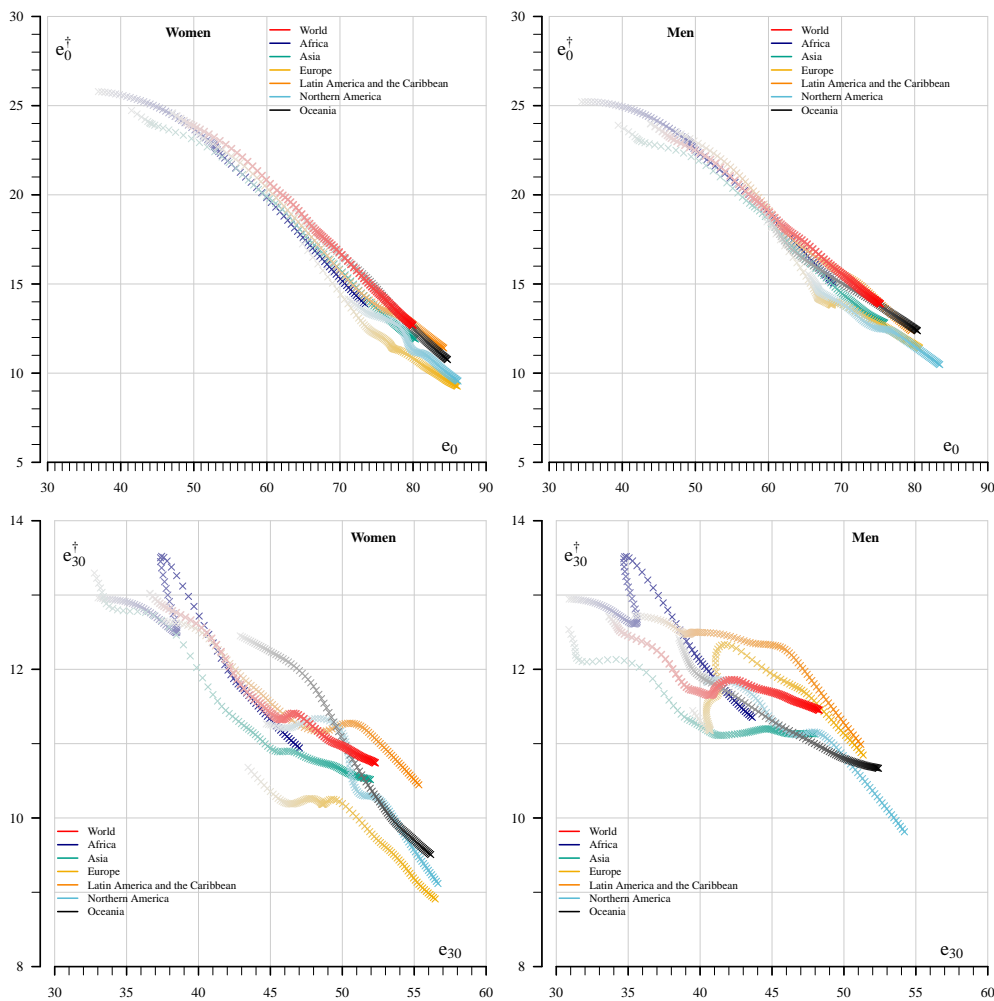 30
25
20
15
10
5
e†0
Women
World
Africa
Asia
Europe
Latin America and the Caribbean
Northern America
Oceania
e0
30 40 50 60 70 80 90
30
25
20
15
10
5
e†0
Men
World
Africa
Asia
Europe
Latin America and the Caribbean
Northern America
Oceania
e0
30 40 50 60 70 80 90
14
12
10
8
e†30
Women
World
Africa
Asia
Europe
Latin America and the Caribbean
Northern America
Oceania
e30
30 35 40 45 50 55 60
14
12
10
8
e†30
Men
World
Africa
Asia
Europe
Latin America and the Caribbean
Northern America
Oceania
e30
30 35 40 45 50 55 60